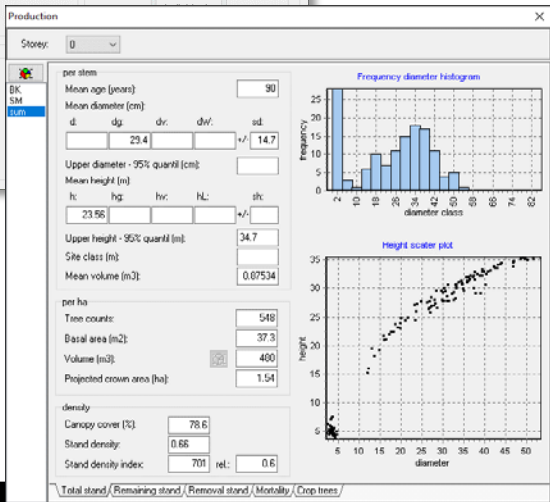 Production
Storey: 0
BK
SM
sum
per stem
Mean age (years): 90
Mean diameter (cm):
d: dg: dv: dW: sd:
29.4 +/- 14.7
Upper diameter - 95% quantil (cm):
Mean height (m)
h: hg: hv: hL: sh:
23.56 +/-
Upper height - 95% quantil (m): 34.7
Site class (m):
Mean volume (m3): 0.87534
per ha
Tree counts: 548
Basal area (m2): 37.3
Volume (m3): 480
Projected crown area (ha): 1.54
density
Canopy cover (%): 78.6
Stand density: 0.66
Stand density index: 701 rel.: 0.6
Total stand Remaining stand Removal stand Mortality Crop trees
Frequency diameter histogram
frequency
25
20
15
10
5
0
2 10 18 26 34 42 50 58 66 74 82
diameter class
Height scater plot
height
35
30
25
20
15
10
5
5 10 15 20 25 30 35 40 45 50
diameter